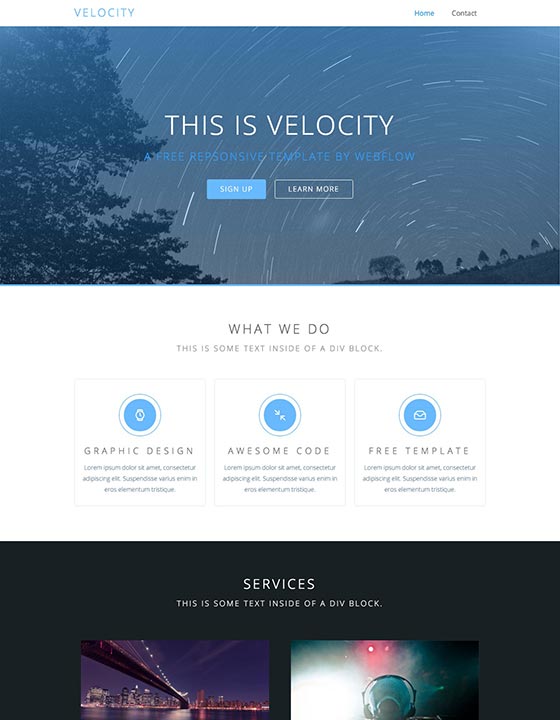 VELOCITY
Home Contact
THIS IS VELOCITY
A FREE REPSONSIVE TEMPLATE BY WEBFLOW
SIGN UP LEARN MORE
WHAT WE DO
THIS IS SOME TEXT INSIDE OF A DIV BLOCK.
GRAPHIC DESIGN
Lorem ipsum dolor sit amet, consectetur
adipiscing elit. Suspendisse varius enim in
eros elementum tristique.
AWESOME CODE
Lorem ipsum dolor sit amet, consectetur
adipiscing elit. Suspendisse varius enim in
eros elementum tristique.
FREE TEMPLATE
Lorem ipsum dolor sit amet, consectetur
adipiscing elit. Suspendisse varius enim in
eros elementum tristique.
SERVICES
THIS IS SOME TEXT INSIDE OF A DIV BLOCK.